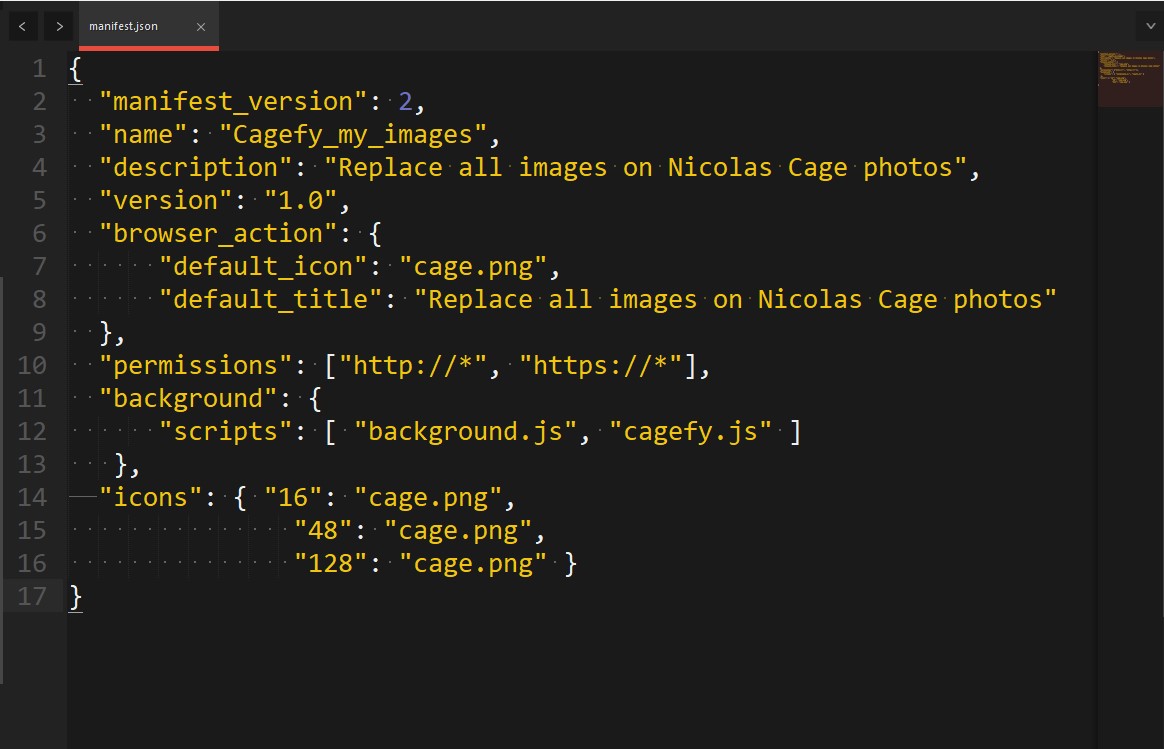 manifest.json
1 {
2   "manifest_version": 2,
3   "name": "Cagefy_my_images",
4   "description": "Replace all images on Nicolas Cage photos",
5   "version": "1.0",
6   "browser_action": {
7       "default_icon": "cage.png",
8       "default_title": "Replace all images on Nicolas Cage photos"
9   },
10   "permissions": ["http://*", "https://*"],
11   "background": {
12       "scripts": [ "background.js", "cagefy.js" ]
13    },
14   "icons": { "16": "cage.png",
15                "48": "cage.png",
16                "128": "cage.png" }
17 }